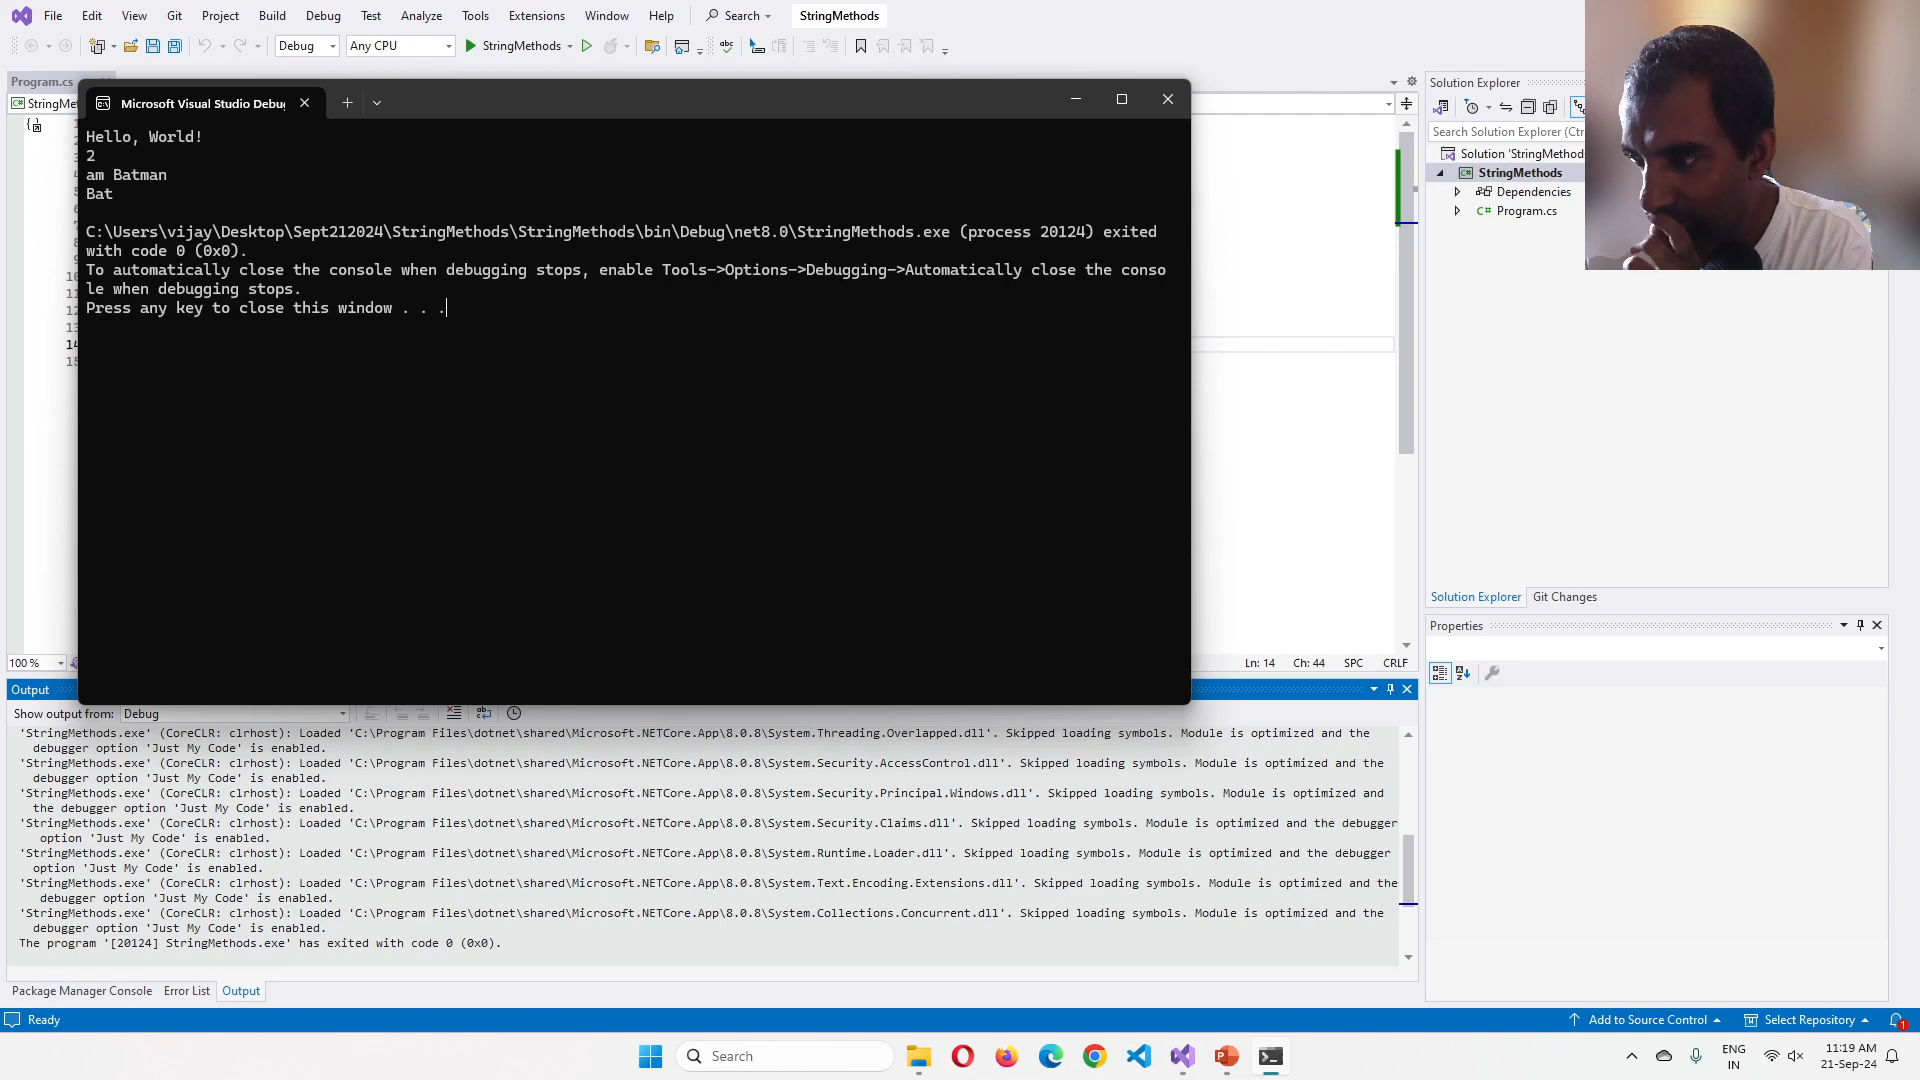 File Edit View Git Project Build Debug Test Analyze Tools Extensions Window Help Search StringMethods
Debug Any CPU StringMethods
Program.cs
StringMet
Microsoft Visual Studio Debug
Hello, World!
2
am Batman
Bat
C:\Users\vijay\Desktop\Sept212024\StringMethods\StringMethods\bin\Debug\net8.0\StringMethods.exe (process 20124) exited
with code 0 (0x0).
To automatically close the console when debugging stops, enable Tools->Options->Debugging->Automatically close the conso
le when debugging stops.
Press any key to close this window . . .
100 %
Ln: 14 Ch: 44 SPC CRLF
Solution Explorer
Search Solution Explorer (Ctr
Solution 'StringMethods
StringMethods
Dependencies
C# Program.cs
Solution Explorer Git Changes
Properties
Output
Show output from: Debug
'StringMethods.exe' (CoreCLR: clrhost): Loaded 'C:\Program Files\dotnet\shared\Microsoft.NETCore.App\8.0.8\System.Threading.Overlapped.dll'. Skipped loading symbols. Module is optimized and the
debugger option 'Just My Code' is enabled.
'StringMethods.exe' (CoreCLR: clrhost): Loaded 'C:\Program Files\dotnet\shared\Microsoft.NETCore.App\8.0.8\System.Security.AccessControl.dll'. Skipped loading symbols. Module is optimized and the
debugger option 'Just My Code' is enabled.
'StringMethods.exe' (CoreCLR: clrhost): Loaded 'C:\Program Files\dotnet\shared\Microsoft.NETCore.App\8.0.8\System.Security.Principal.Windows.dll'. Skipped loading symbols. Module is optimized and
the debugger option 'Just My Code' is enabled.
'StringMethods.exe' (CoreCLR: clrhost): Loaded 'C:\Program Files\dotnet\shared\Microsoft.NETCore.App\8.0.8\System.Security.Claims.dll'. Skipped loading symbols. Module is optimized and the debugger
option 'Just My Code' is enabled.
'StringMethods.exe' (CoreCLR: clrhost): Loaded 'C:\Program Files\dotnet\shared\Microsoft.NETCore.App\8.0.8\System.Runtime.Loader.dll'. Skipped loading symbols. Module is optimized and the debugger
option 'Just My Code' is enabled.
'StringMethods.exe' (CoreCLR: clrhost): Loaded 'C:\Program Files\dotnet\shared\Microsoft.NETCore.App\8.0.8\System.Text.Encoding.Extensions.dll'. Skipped loading symbols. Module is optimized and the
debugger option 'Just My Code' is enabled.
'StringMethods.exe' (CoreCLR: clrhost): Loaded 'C:\Program Files\dotnet\shared\Microsoft.NETCore.App\8.0.8\System.Collections.Concurrent.dll'. Skipped loading symbols. Module is optimized and the
debugger option 'Just My Code' is enabled.
The program '[20124] StringMethods.exe' has exited with code 0 (0x0).
Package Manager Console Error List Output
Ready Add to Source Control Select Repository 1
Search
ENG
IN
11:19 AM
21-Sep-24